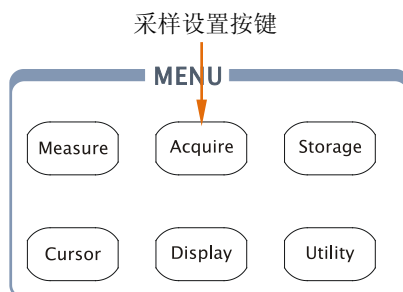 采样设置按键
MENU
Measure Acquire Storage
Cursor Display Utility